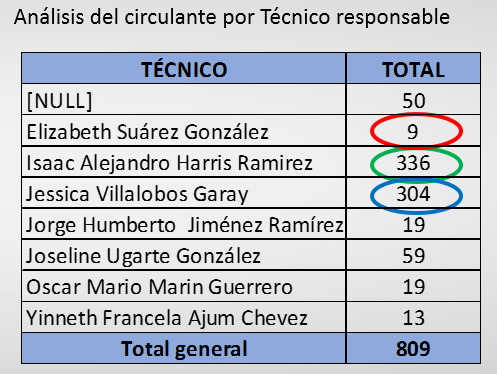 Análisis del circulante por Técnico responsable
TÉCNICO TOTAL
[NULL] 50
Elizabeth Suárez González 9
Isaac Alejandro Harris Ramirez 336
Jessica Villalobos Garay 304
Jorge Humberto  Jiménez Ramírez 19
Joseline Ugarte González 59
Oscar Mario Marin Guerrero 19
Yinneth Francela Ajum Chevez 13
Total general 809